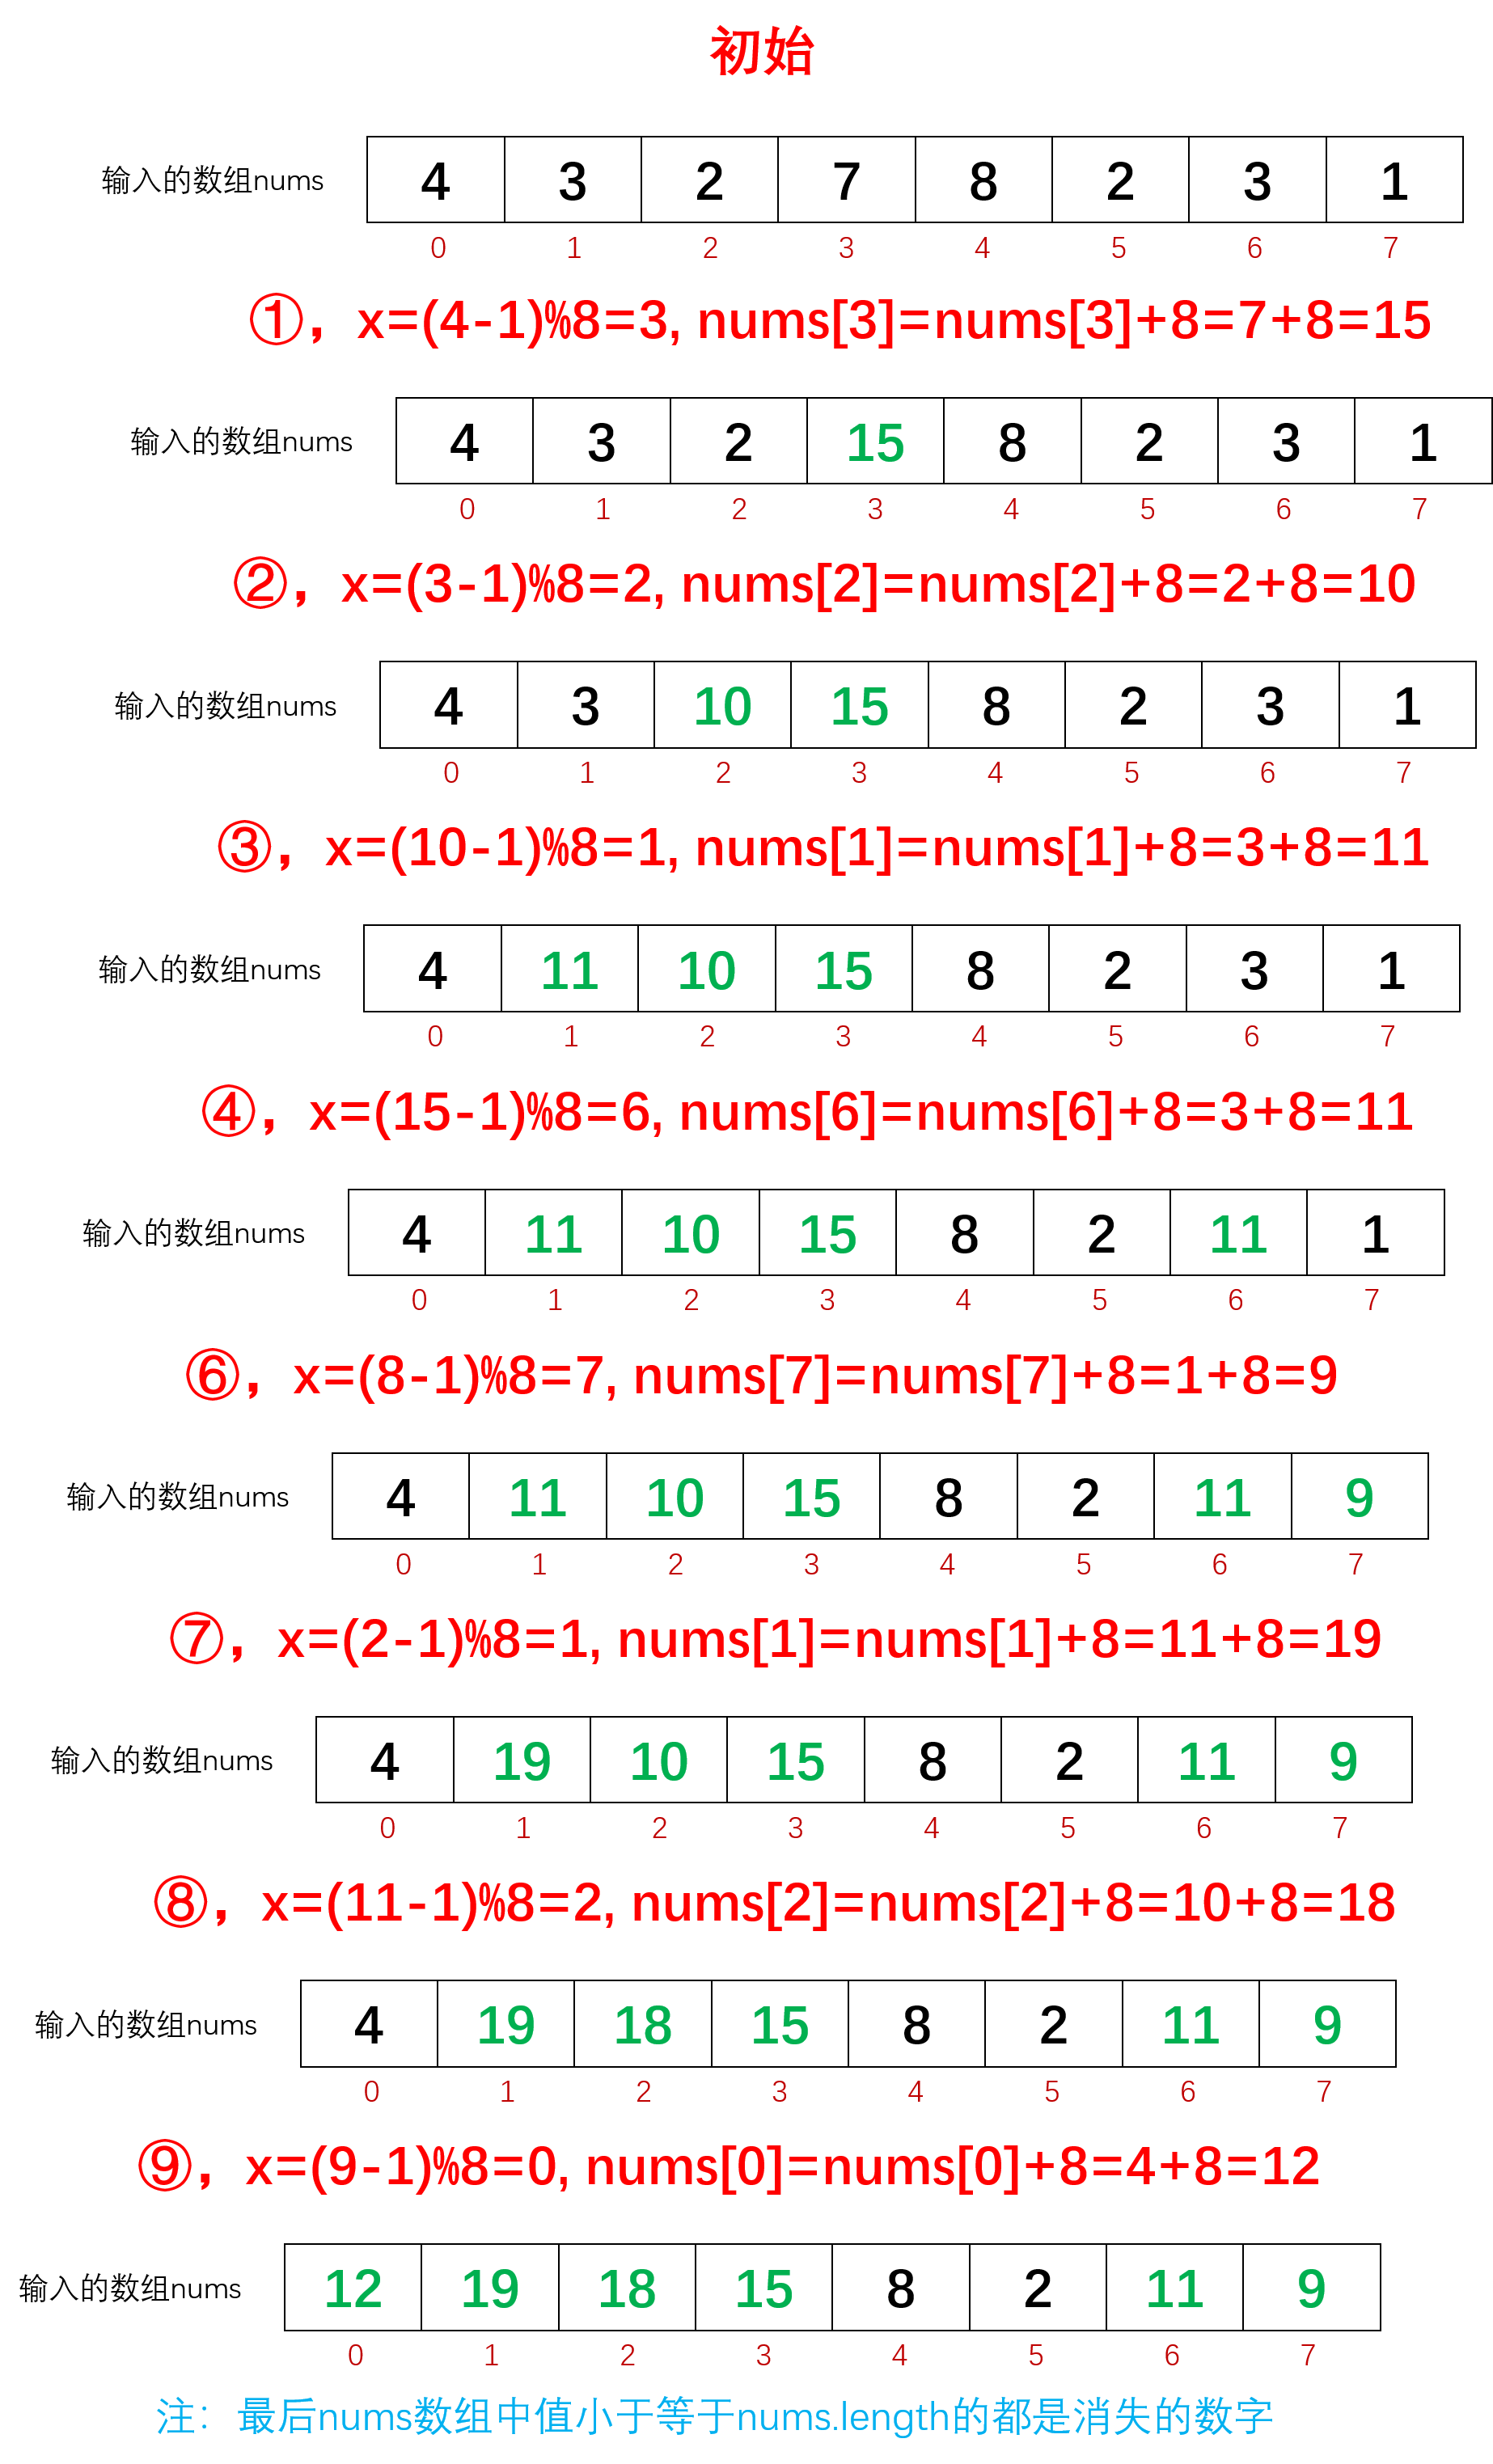 初始
输入的数组nums 4 3 2 7 8 2 3 1
0 1 2 3 4 5 6 7
①，x=(4-1)%8=3, nums[3]=nums[3]+8=7+8=15
输入的数组nums 4 3 2 15 8 2 3 1
0 1 2 3 4 5 6 7
②，x=(3-1)%8=2, nums[2]=nums[2]+8=2+8=10
输入的数组nums 4 3 10 15 8 2 3 1
0 1 2 3 4 5 6 7
③，x=(10-1)%8=1, nums[1]=nums[1]+8=3+8=11
输入的数组nums 4 11 10 15 8 2 3 1
0 1 2 3 4 5 6 7
④，x=(15-1)%8=6, nums[6]=nums[6]+8=3+8=11
输入的数组nums 4 11 10 15 8 2 11 1
0 1 2 3 4 5 6 7
⑥，x=(8-1)%8=7, nums[7]=nums[7]+8=1+8=9
输入的数组nums 4 11 10 15 8 2 11 9
0 1 2 3 4 5 6 7
⑦，x=(2-1)%8=1, nums[1]=nums[1]+8=11+8=19
输入的数组nums 4 19 10 15 8 2 11 9
0 1 2 3 4 5 6 7
⑧，x=(11-1)%8=2, nums[2]=nums[2]+8=10+8=18
输入的数组nums 4 19 18 15 8 2 11 9
0 1 2 3 4 5 6 7
⑨，x=(9-1)%8=0, nums[0]=nums[0]+8=4+8=12
输入的数组nums 12 19 18 15 8 2 11 9
0 1 2 3 4 5 6 7
注：最后nums数组中值小于等于nums.length的都是消失的数字